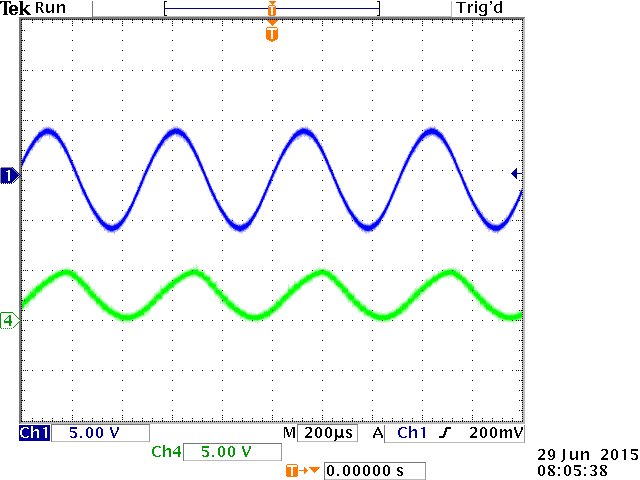 Tek Run Trig'd
T
T
1
4
Ch1 5.00 V M 200µs A Ch1 ʃ 200mV
Ch4 5.00 V
T→▼ 0.00000 s
29 Jun 2015
08:05:38